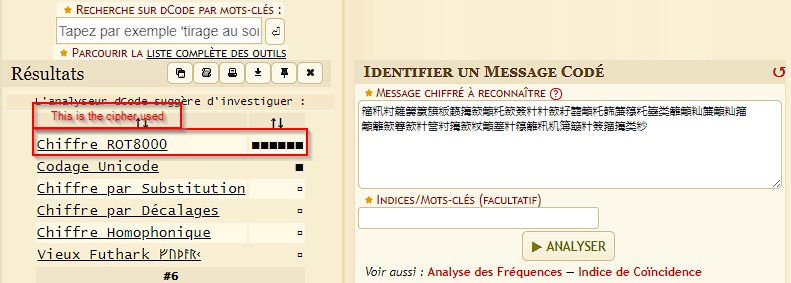 ★ RECHERCHE SUR DCODE PAR MOTS-CLÉS :
Tapez par exemple 'tirage au soi
★ PARCOURIR LA LISTE COMPLÈTE DES OUTILS
Résultats
L'analyseur dCode suggère d'investiguer :
This is the cipher used
↑↓ ↑↓
Chiffre ROT8000 ■■■■■■
Codage Unicode ■
Chiffre par Substitution ▫
Chiffre par Décalages ▫
Chiffre Homophonique ▫
Vieux Futhark ᚠᚢᚦᚨᚱᚲ ▫
#6
IDENTIFIER UN MESSAGE CODÉ
★ MESSAGE CHIFFRÉ À RECONNAÎTRE ?
★ INDICES/MOTS-CLÉS (FACULTATIF)
▶ ANALYSER
Voir aussi : Analyse des Fréquences — Indice de Coïncidence